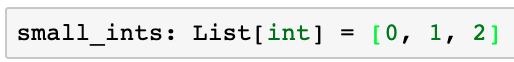 small_ints: List[int] = [0, 1, 2]